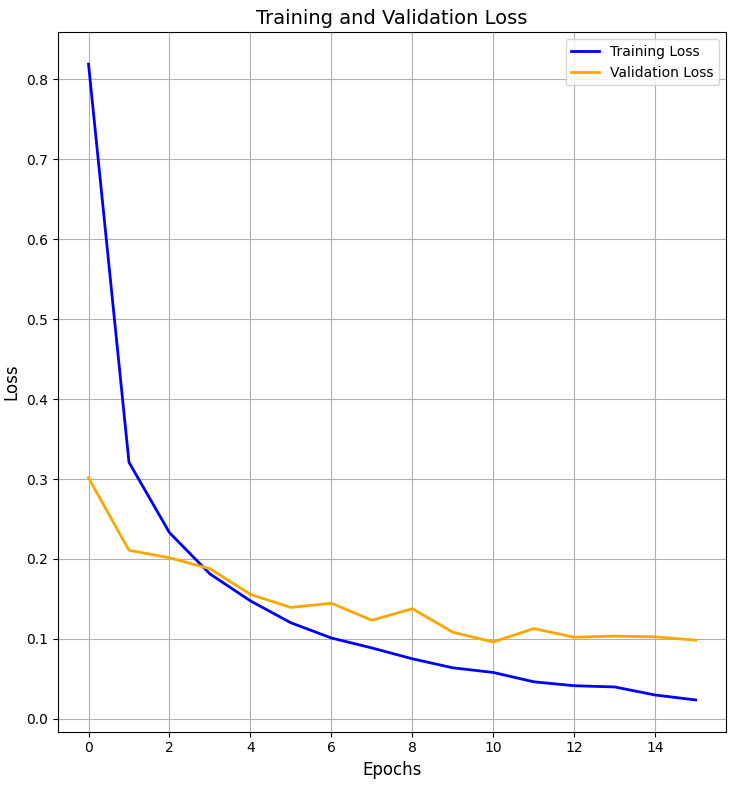 Training and Validation Loss
Training Loss
Validation Loss
0.8
0.7
0.6
0.5
0.4
0.3
0.2
0.1
0.0
Loss
0 2 4 6 8 10 12 14
Epochs